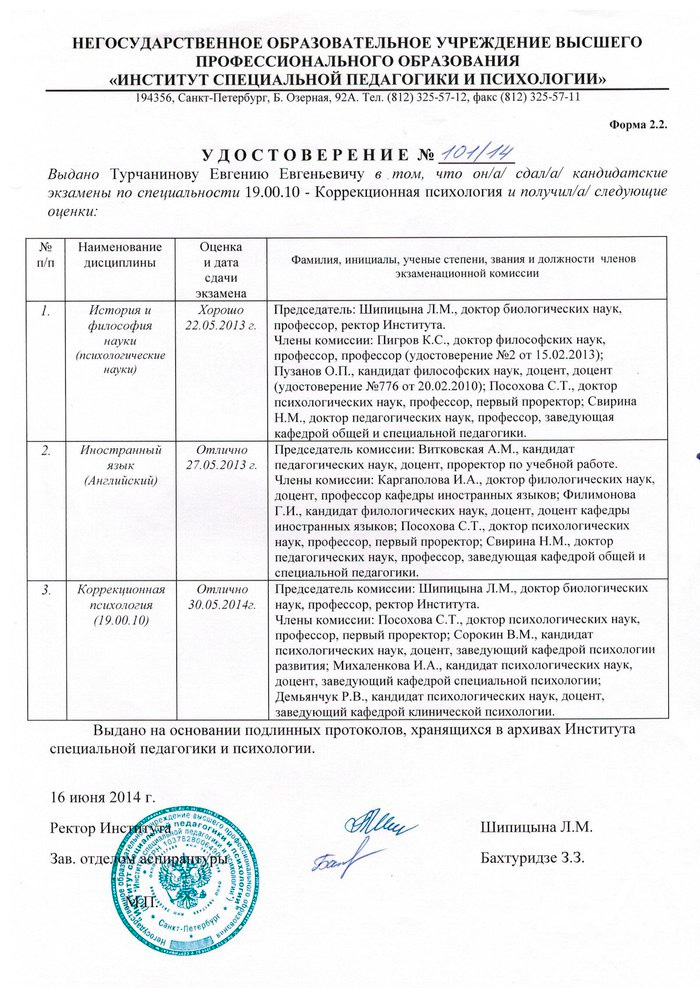 НЕГОСУДАРСТВЕННОЕ ОБРАЗОВАТЕЛЬНОЕ УЧРЕЖДЕНИЕ ВЫСШЕГО
ПРОФЕССИОНАЛЬНОГО ОБРАЗОВАНИЯ
«ИНСТИТУТ СПЕЦИАЛЬНОЙ ПЕДАГОГИКИ И ПСИХОЛОГИИ»
194356, Санкт-Петербург, Б. Озерная, 92А. Тел. (812) 325-57-12, факс (812) 325-57-11
Форма 2.2.
УДОСТОВЕРЕНИЕ № 101/14
Выдано Турчанинову Евгению Евгеньевичу в том, что он/а/ сдал/а/ кандидатские
экзамены по специальности 19.00.10 - Коррекционная психология и получил/а/ следующие
оценки:
№
п/п
Наименование
дисциплины
Оценка
и дата
сдачи
экзамена
Фамилия, инициалы, ученые степени, звания и должности членов
экзаменационной комиссии
1.
История и
философия
науки
(психологические
науки)
Хорошо
22.05.2013 г.
Председатель: Шипицына Л.М., доктор биологических наук,
профессор, ректор Института.
Члены комиссии: Пигров К.С., доктор философских наук,
профессор, профессор (удостоверение №2 от 15.02.2013);
Пузанов О.П., кандидат философских наук, доцент, доцент
(удостоверение №776 от 20.02.2010); Посохова С.Т., доктор
психологических наук, профессор, первый проректор; Свирина
Н.М., доктор педагогических наук, профессор, заведующая
кафедрой общей и специальной педагогики.
2.
Иностранный
язык
(Английский)
Отлично
27.05.2013 г.
Председатель комиссии: Витковская А.М., кандидат
педагогических наук, доцент, проректор по учебной работе.
Члены комиссии: Каргаполова И.А., доктор филологических наук,
доцент, профессор кафедры иностранных языков; Филимонова
Г.И., кандидат филологических наук, доцент, доцент кафедры
иностранных языков; Посохова С.Т., доктор психологических
наук, профессор, первый проректор; Свирина Н.М., доктор
педагогических наук, профессор, заведующая кафедрой общей и
специальной педагогики.
3.
Коррекционная
психология
(19.00.10)
Отлично
30.05.2014г.
Председатель комиссии: Шипицына Л.М., доктор биологических
наук, профессор, ректор Института.
Члены комиссии: Посохова С.Т., доктор психологических наук,
профессор, первый проректор; Сорокин В.М., кандидат
психологических наук, доцент, заведующий кафедрой психологии
развития; Михаленкова И.А., кандидат психологических наук,
доцент, заведующий кафедрой специальной психологии;
Демьянчук Р.В., кандидат психологических наук, доцент,
заведующий кафедрой клинической психологии.
Выдано на основании подлинных протоколов, хранящихся в архивах Института
специальной педагогики и психологии.
16 июня 2014 г.
Ректор Института
Шипицына Л.М.
Зав. отделом аспирантуры
Бахтуридзе З.З.
М.П.
Негосударственное образовательное учреждение высшего профессионального образования
«Институт специальной педагогики и психологии»
Санкт-Петербург